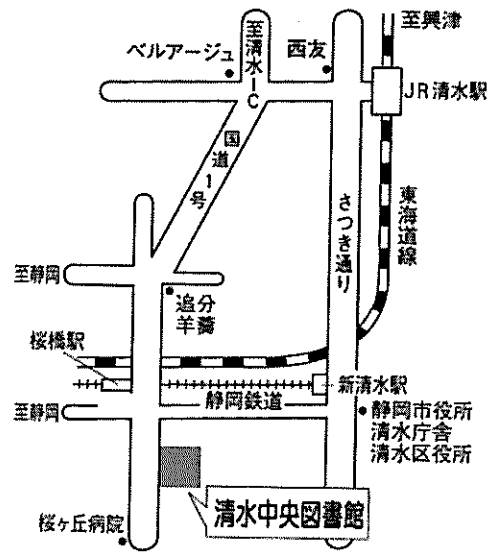 至興津
至清水IC
西友
ベルアージュ
JR清水駅
国道1号
さつき通り
東海道線
至静岡
追分
羊羹
桜橋駅
新清水駅
静岡鉄道
至静岡
静岡市役所
清水庁舎
清水区役所
清水中央図書館
桜ヶ丘病院